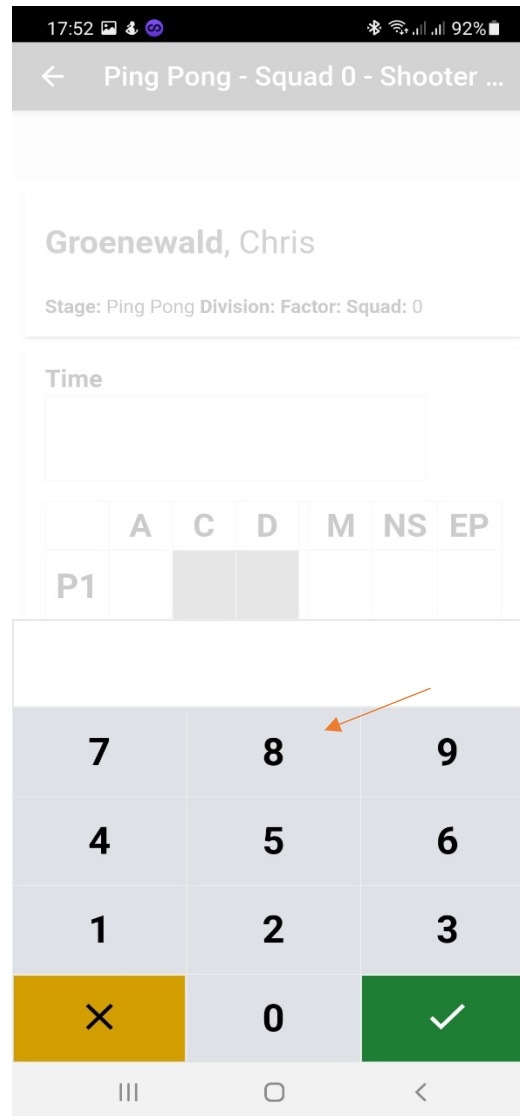 17:52 92%
Ping Pong - Squad 0 - Shooter ...
Groenewald, Chris
Stage: Ping Pong Division: Factor: Squad: 0
Time
A C D M NS EP
P1
7 8 9
4 5 6
1 2 3
0